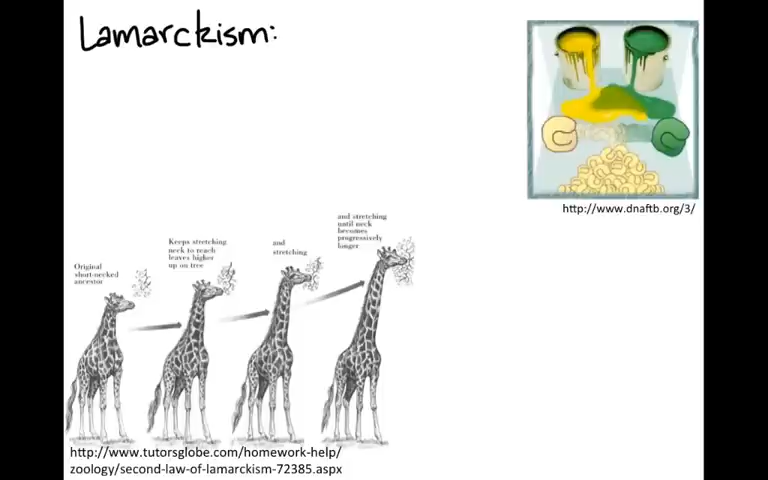 Lamarckism:
http://www.dnaftb.org/3/
Original
short-necked
ancestor
Keeps stretching
neck to reach
leaves higher
up on tree
and
stretching
and stretching
until neck
becomes
progressively
longer
http://www.tutorsglobe.com/homework-help/
zoology/second-law-of-lamarckism-72385.aspx